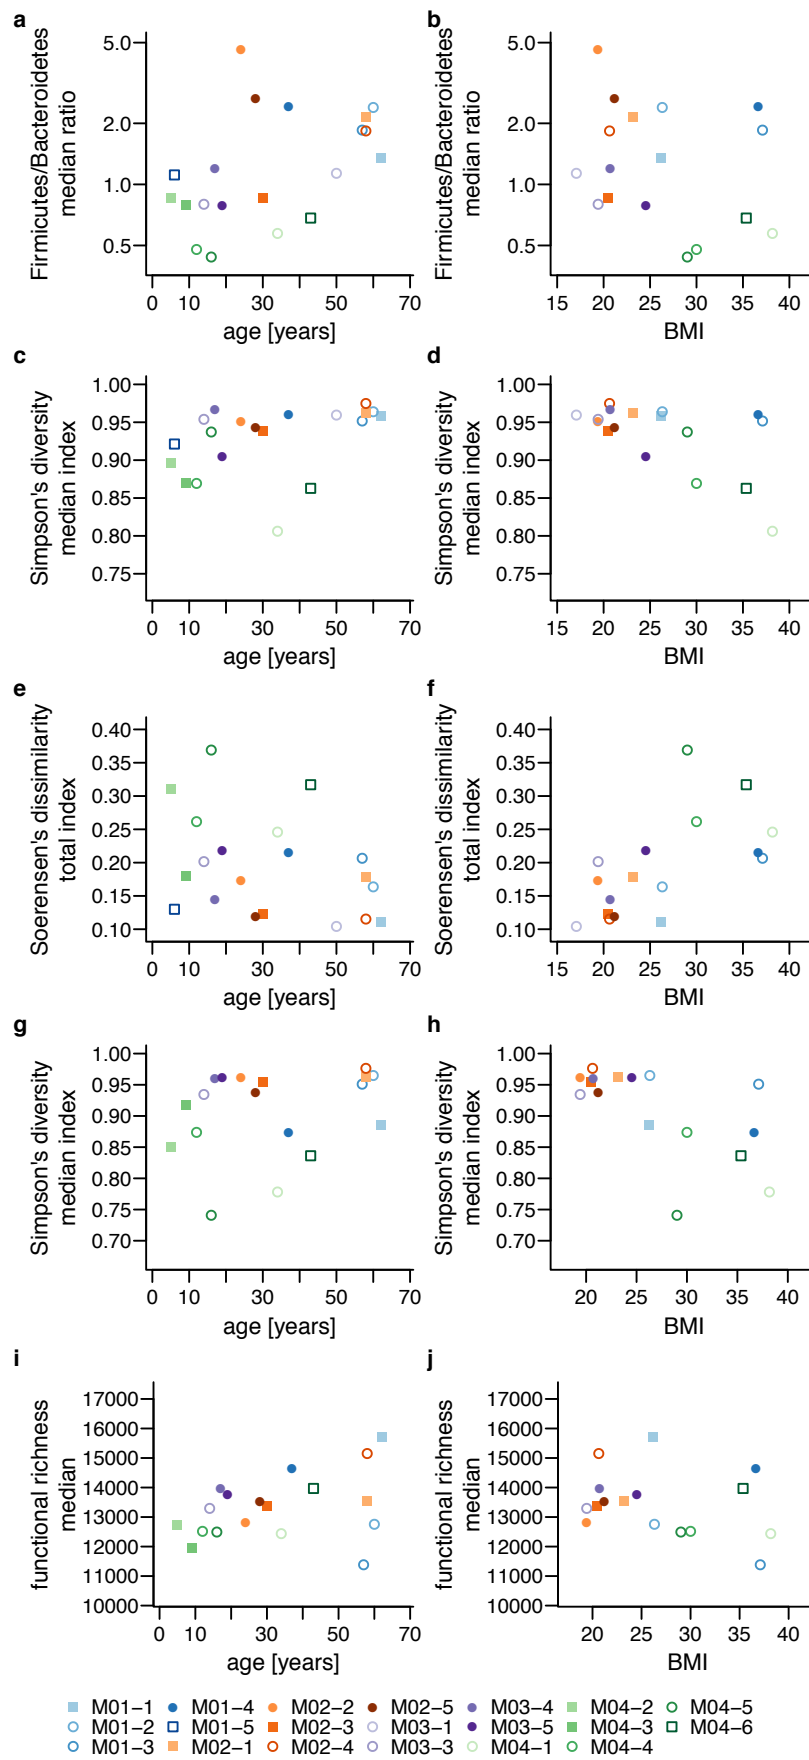 a
b
Firmicutes/Bacteroidetes
median ratio
5.0
2.0
1.0
0.5
0 10 30 50 70
age [years]
Firmicutes/Bacteroidetes
median ratio
5.0
2.0
1.0
0.5
15 20 25 30 35 40
BMI
c
d
Simpson's diversity
median index
1.00
0.95
0.90
0.85
0.80
0.75
0 10 30 50 70
age [years]
Simpson's diversity
median index
1.00
0.95
0.90
0.85
0.80
0.75
15 20 25 30 35 40
BMI
e
f
Soerensen's dissimilarity
total index
0.40
0.35
0.30
0.25
0.20
0.15
0.10
0 10 30 50 70
age [years]
Soerensen's dissimilarity
total index
0.40
0.35
0.30
0.25
0.20
0.15
0.10
15 20 25 30 35 40
BMI
g
h
Simpson's diversity
median index
1.00
0.95
0.90
0.85
0.80
0.75
0.70
0 10 30 50 70
age [years]
Simpson's diversity
median index
1.00
0.95
0.90
0.85
0.80
0.75
0.70
20 25 30 35 40
BMI
i
j
functional richness
median
17000
16000
15000
14000
13000
12000
11000
10000
0 10 30 50 70
age [years]
functional richness
median
17000
16000
15000
14000
13000
12000
11000
10000
20 25 30 35 40
BMI
M01-1 M01-4 M02-2 M02-5 M03-4 M04-2 M04-5
M01-2 M01-5 M02-3 M03-1 M03-5 M04-3 M04-6
M01-3 M02-1 M02-4 M03-3 M04-1 M04-4